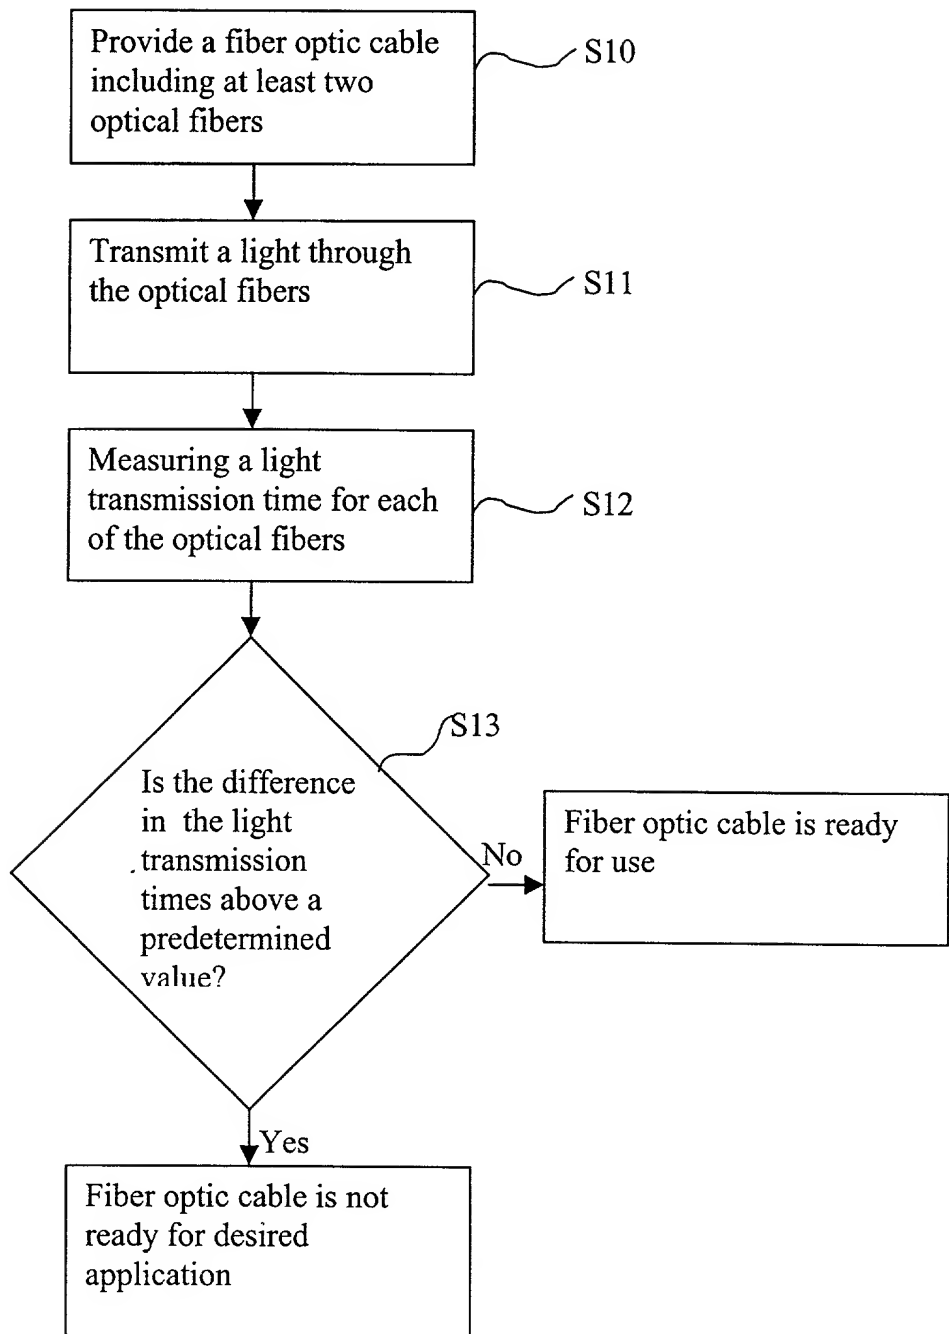 Provide a fiber optic cable
including at least two
optical fibers
S10
Transmit a light through
the optical fibers
S11
Measuring a light
transmission time for each
of the optical fibers
S12
S13
Is the difference
in the light
transmission
times above a
predetermined
value?
No
Fiber optic cable is ready
for use
Yes
Fiber optic cable is not
ready for desired
application